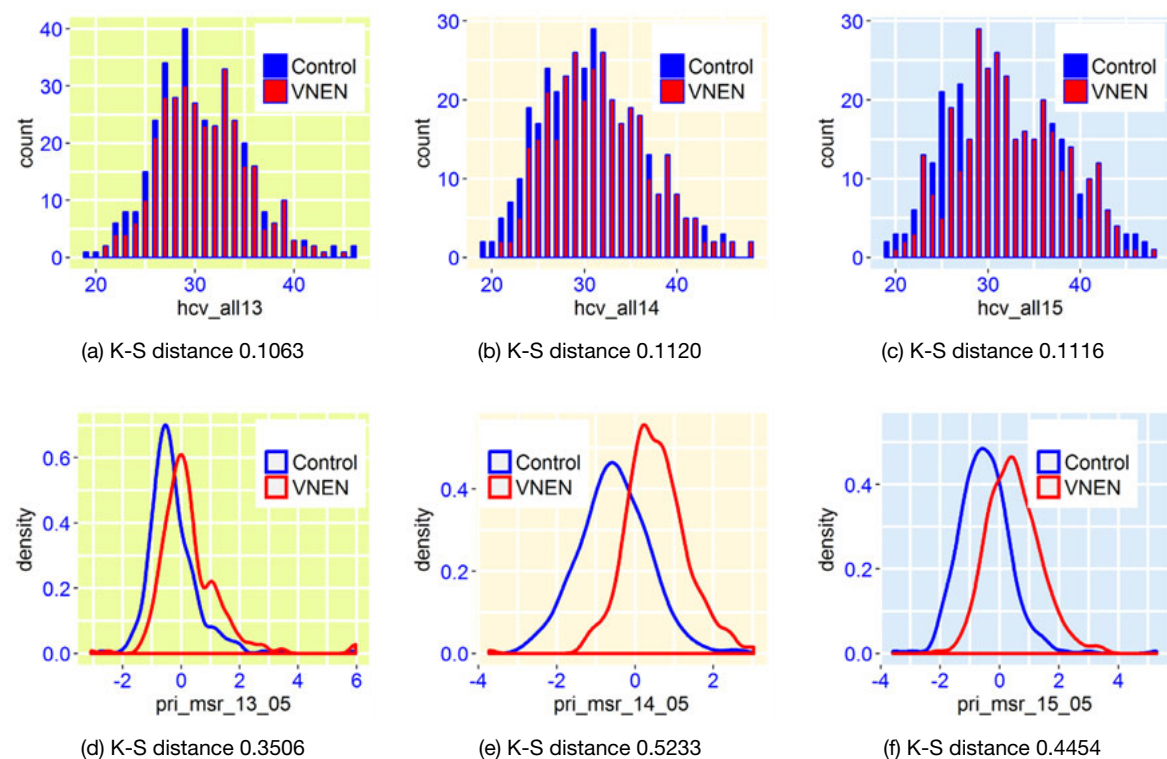 40
30
20
10
0
count
Control
VNEN
20
30
40
hcv_all13
(a) K-S distance 0.1063
30
20
10
0
count
Control
VNEN
20
30
40
hcv_all14
(b) K-S distance 0.1120
30
20
10
0
count
Control
VNEN
20
30
40
hcv_all15
(c) K-S distance 0.1116
0.6
0.4
0.2
0.0
density
Control
VNEN
-2
0
2
4
6
pri_msr_13_05
(d) K-S distance 0.3506
0.4
0.2
0.0
density
Control
VNEN
-4
-2
0
2
pri_msr_14_05
(e) K-S distance 0.5233
0.4
0.2
0.0
density
Control
VNEN
-4
-2
0
2
4
pri_msr_15_05
(f) K-S distance 0.4454